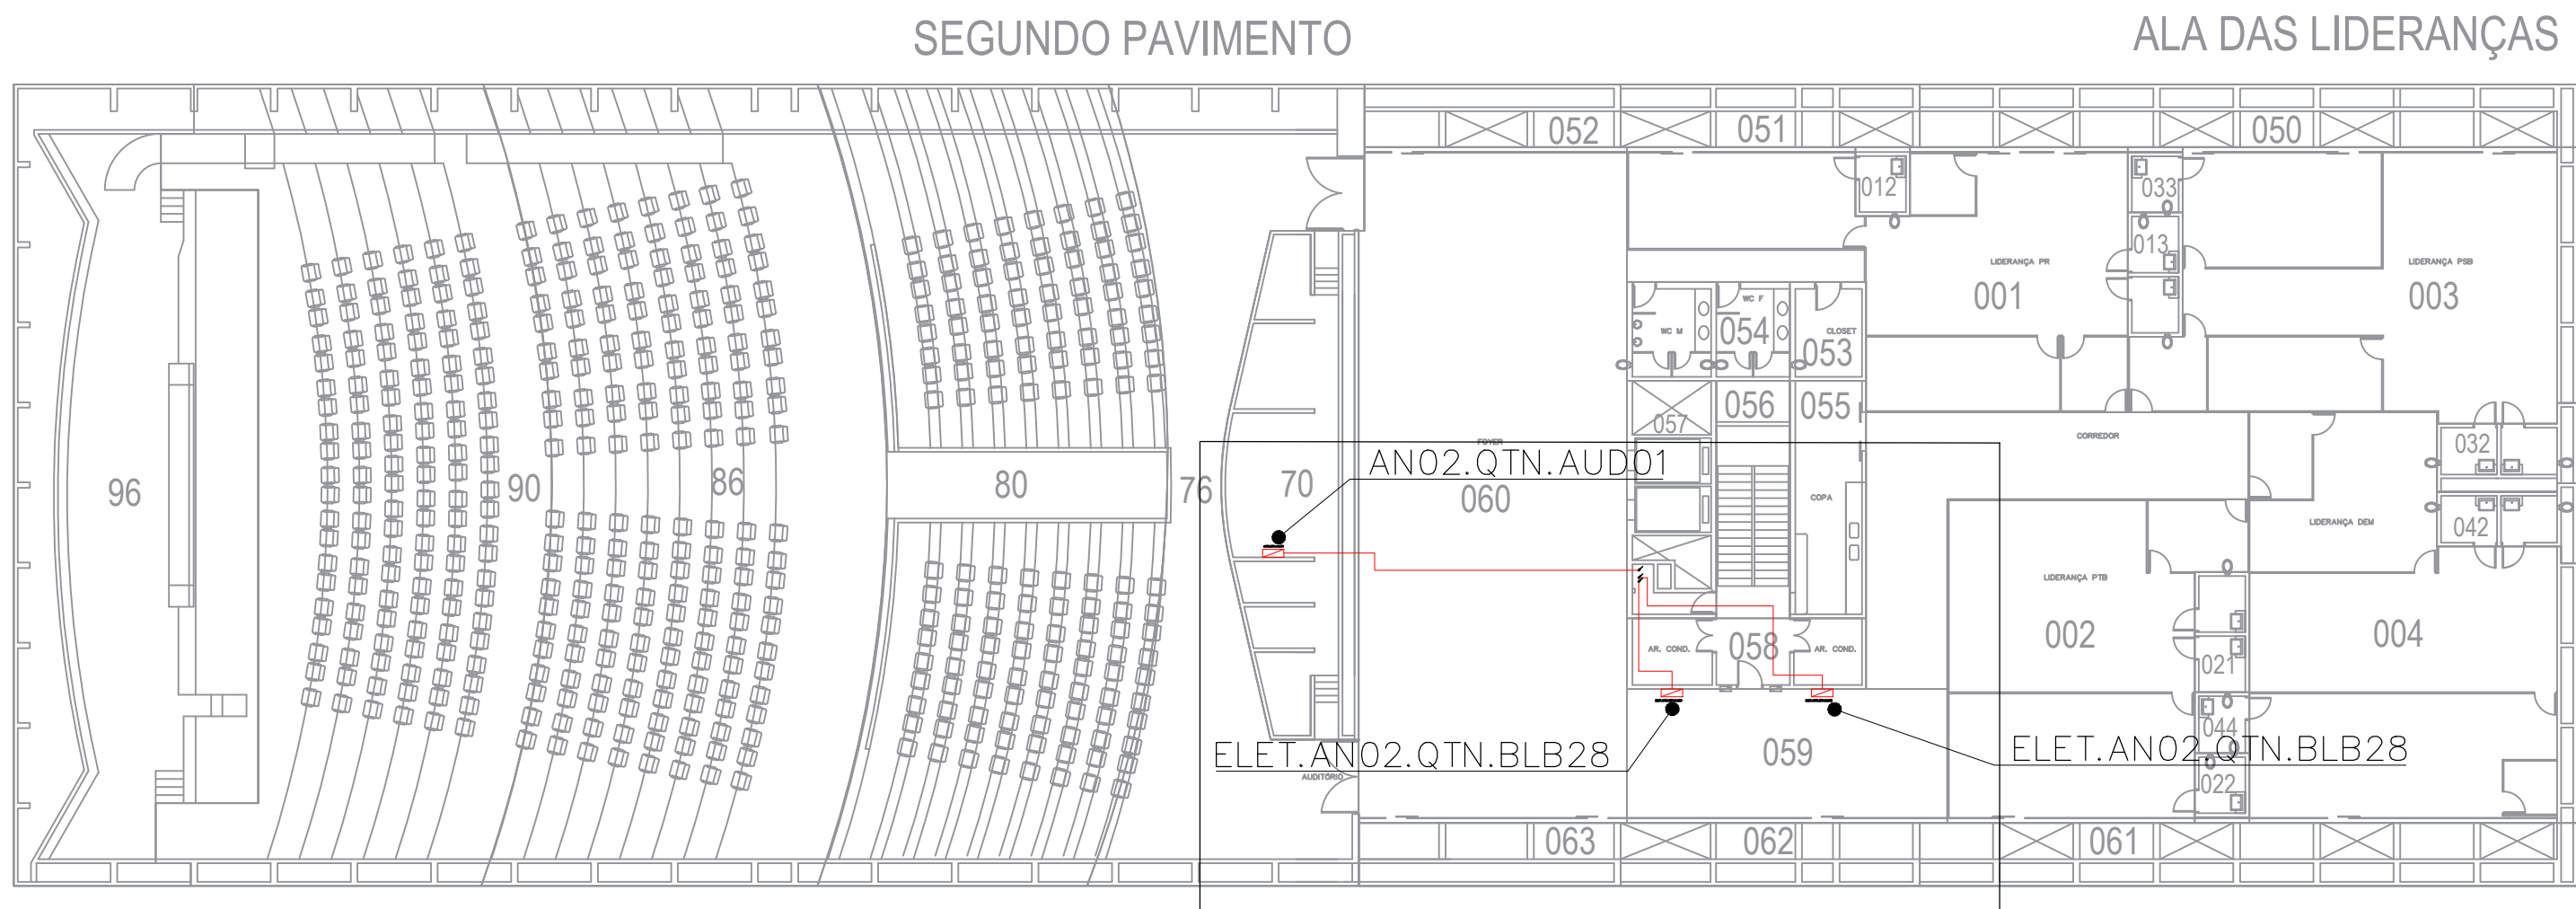 SEGUNDO PAVIMENTO
ALA DAS LIDERANÇAS
052
051
050
012
033
013
LIDERANÇA PR
001
LIDERANÇA PSB
003
WC M
WC F
054
CLOSET
053
056
055
057
CORREDOR
FOYER
060
AN02.QTN.AUD01
96
90
86
80
76
70
COPA
032
042
LIDERANÇA DEM
LIDERANÇA PTB
002
004
021
AR. COND.
058
AR. COND.
044
022
059
ELET.AN02.QTN.BLB28
ELET.AN02.QTN.BLB28
AUDITÓRIO
063
062
061